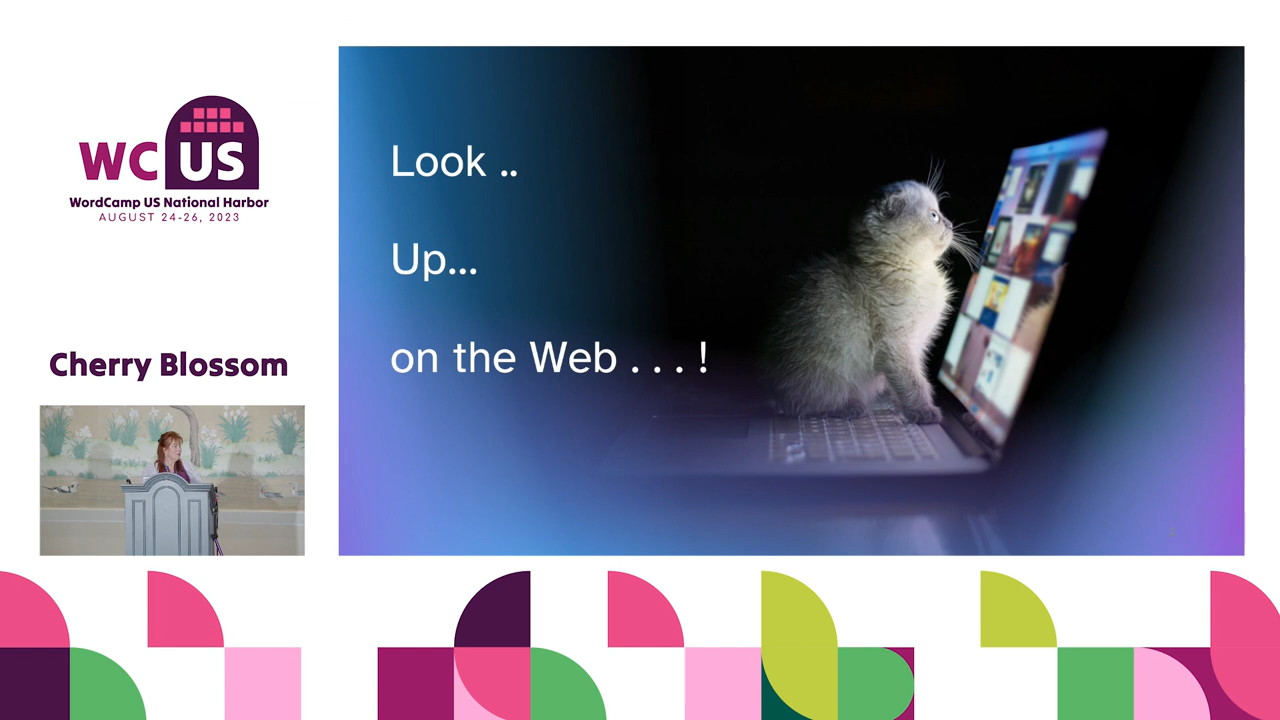 WC US
WordCamp US National Harbor
AUGUST 24-26, 2023
Cherry Blossom
Look ..
Up...
on the Web . . . !